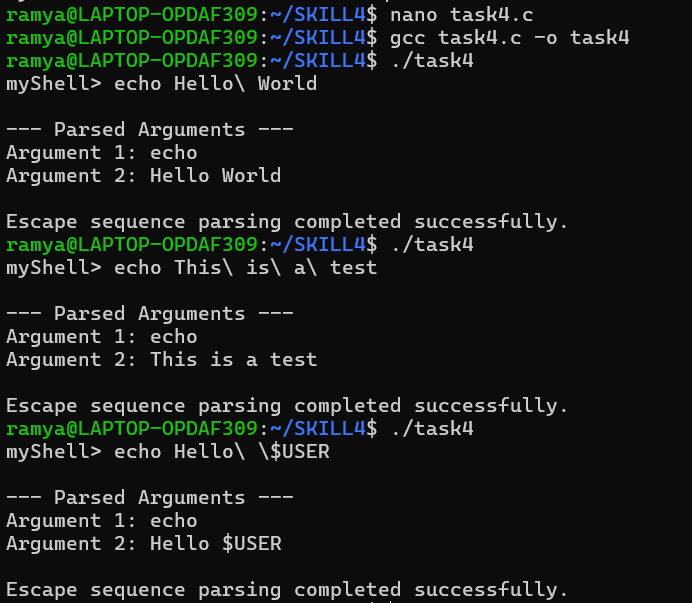 ramya@LAPTOP-OPDAF309:~/SKILL4$ nano task4.c
ramya@LAPTOP-OPDAF309:~/SKILL4$ gcc task4.c -o task4
ramya@LAPTOP-OPDAF309:~/SKILL4$ ./task4
myShell> echo Hello\ World
--- Parsed Arguments ---
Argument 1: echo
Argument 2: Hello World
Escape sequence parsing completed successfully.
ramya@LAPTOP-OPDAF309:~/SKILL4$ ./task4
myShell> echo This\ is\ a\ test
--- Parsed Arguments ---
Argument 1: echo
Argument 2: This is a test
Escape sequence parsing completed successfully.
ramya@LAPTOP-OPDAF309:~/SKILL4$ ./task4
myShell> echo Hello\ \$USER
--- Parsed Arguments ---
Argument 1: echo
Argument 2: Hello $USER
Escape sequence parsing completed successfully.